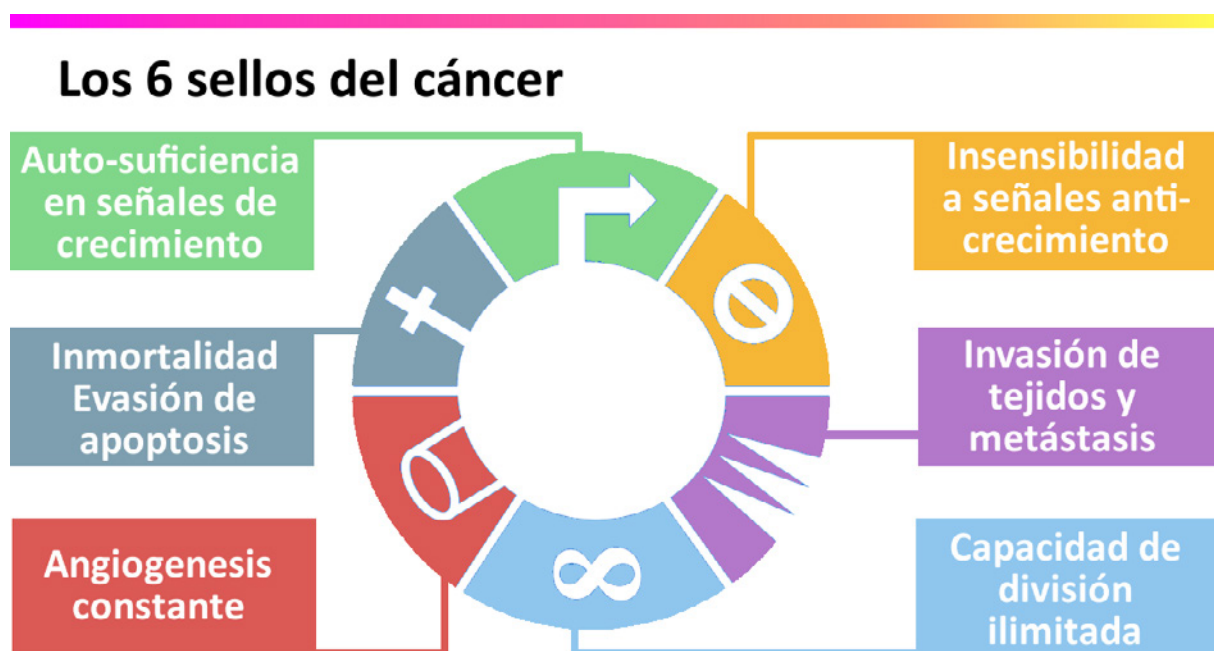 Los 6 sellos del cáncer
Auto-suficiencia
en señales de
crecimiento
Insensibilidad
a señales anti-
crecimiento
Inmortalidad
Evasión de
apoptosis
Invasión de
tejidos y
metástasis
Angiogenesis
constante
Capacidad de
división
ilimitada